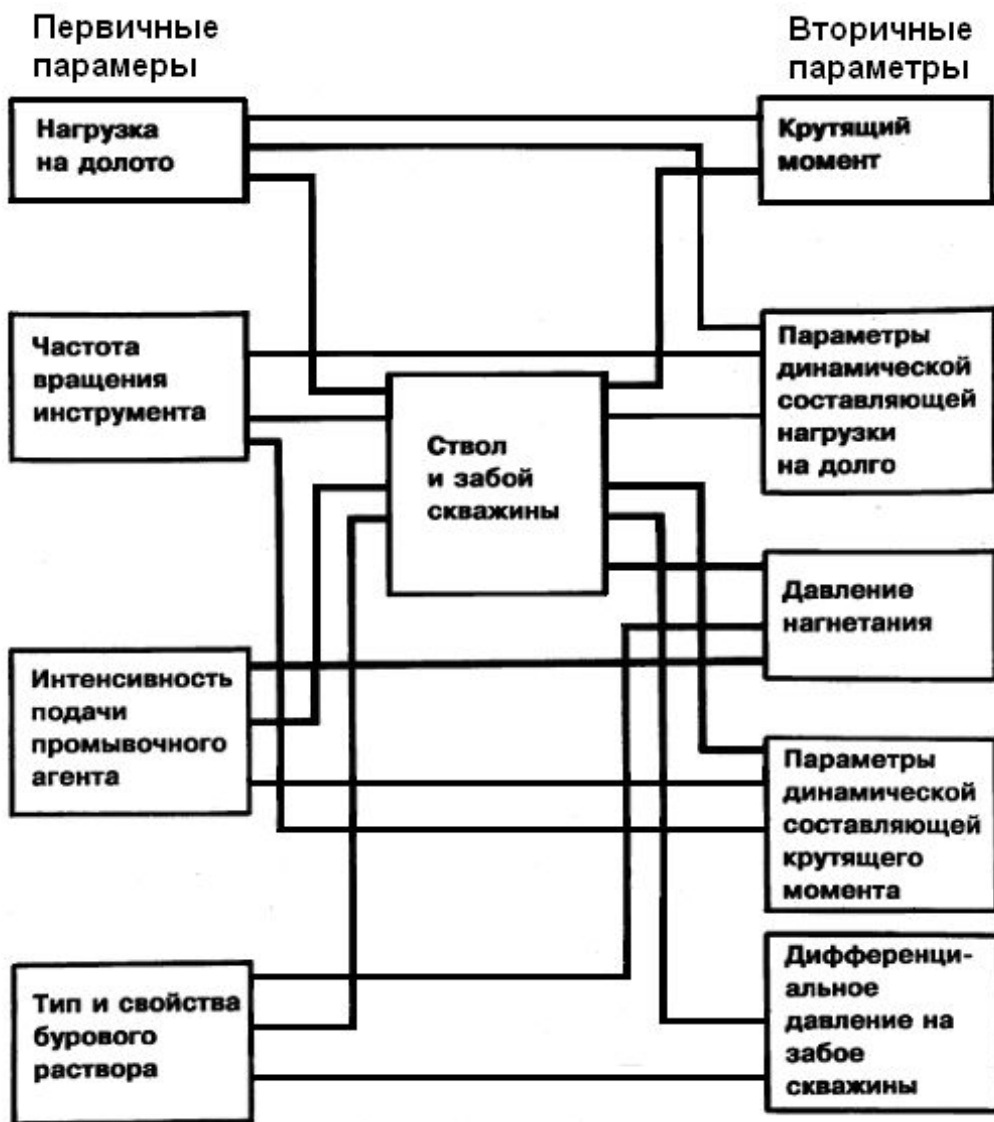 Первичные
парамеры
Вторичные
параметры
Нагрузка
на долото
Крутящий
момент
Частота
вращения
инструмента
Параметры
динамической
составляющей
нагрузки
на долго
Ствол
и забой
скважины
Давление
нагнетания
Интенсивность
подачи
промывочного
агента
Параметры
динамической
составляющей
крутящего
момента
Тип и свойства
бурового
раствора
Дифференци-
альное
давление на
забое
скважины